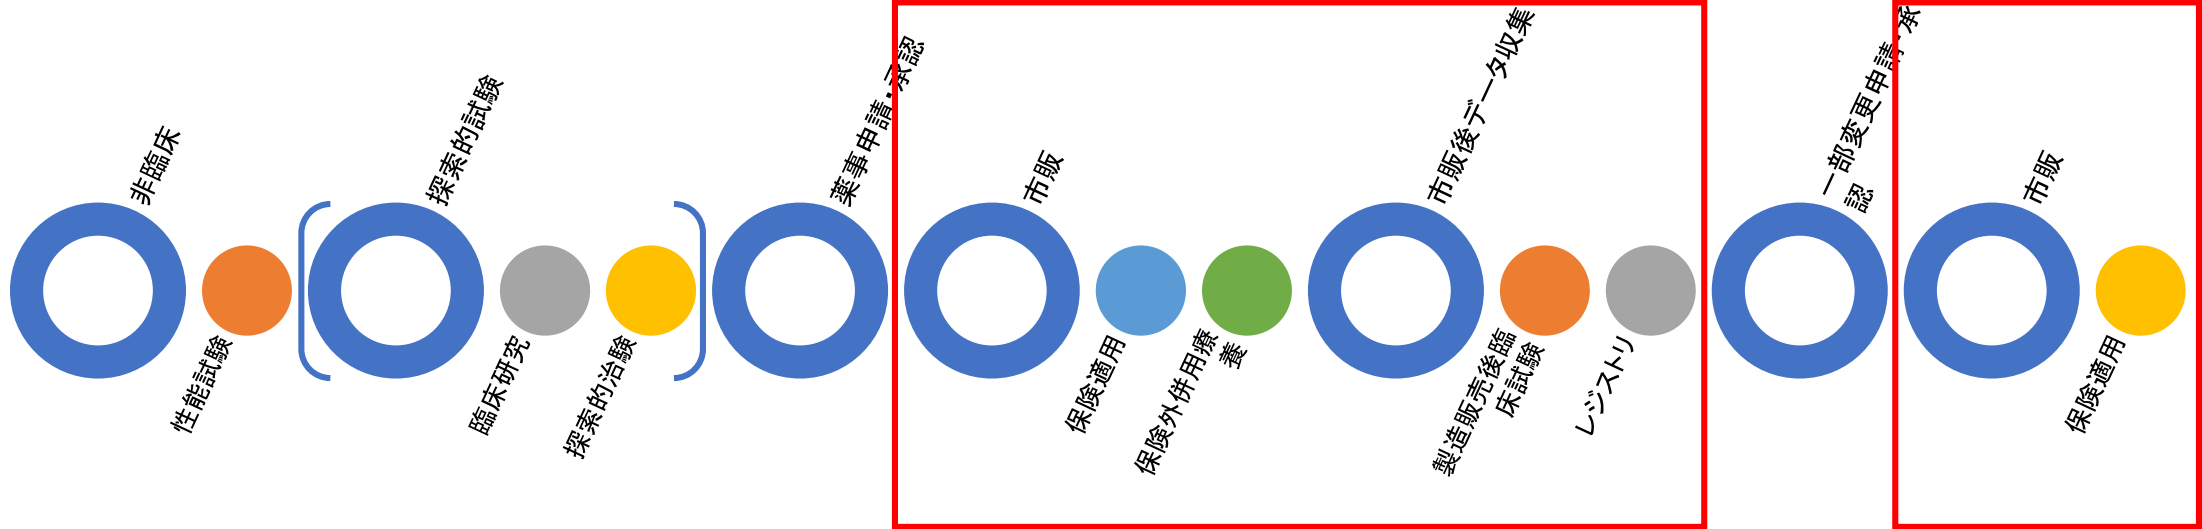 非臨床
性能試験
探索的試験
臨床研究
探索的治験
薬事申請・承認
市販
保険適用
保険外併用療
養
市販後データ収集
製造販売後臨
床試験
レジストリ
一部変更申請・承
認
市販
保険適用